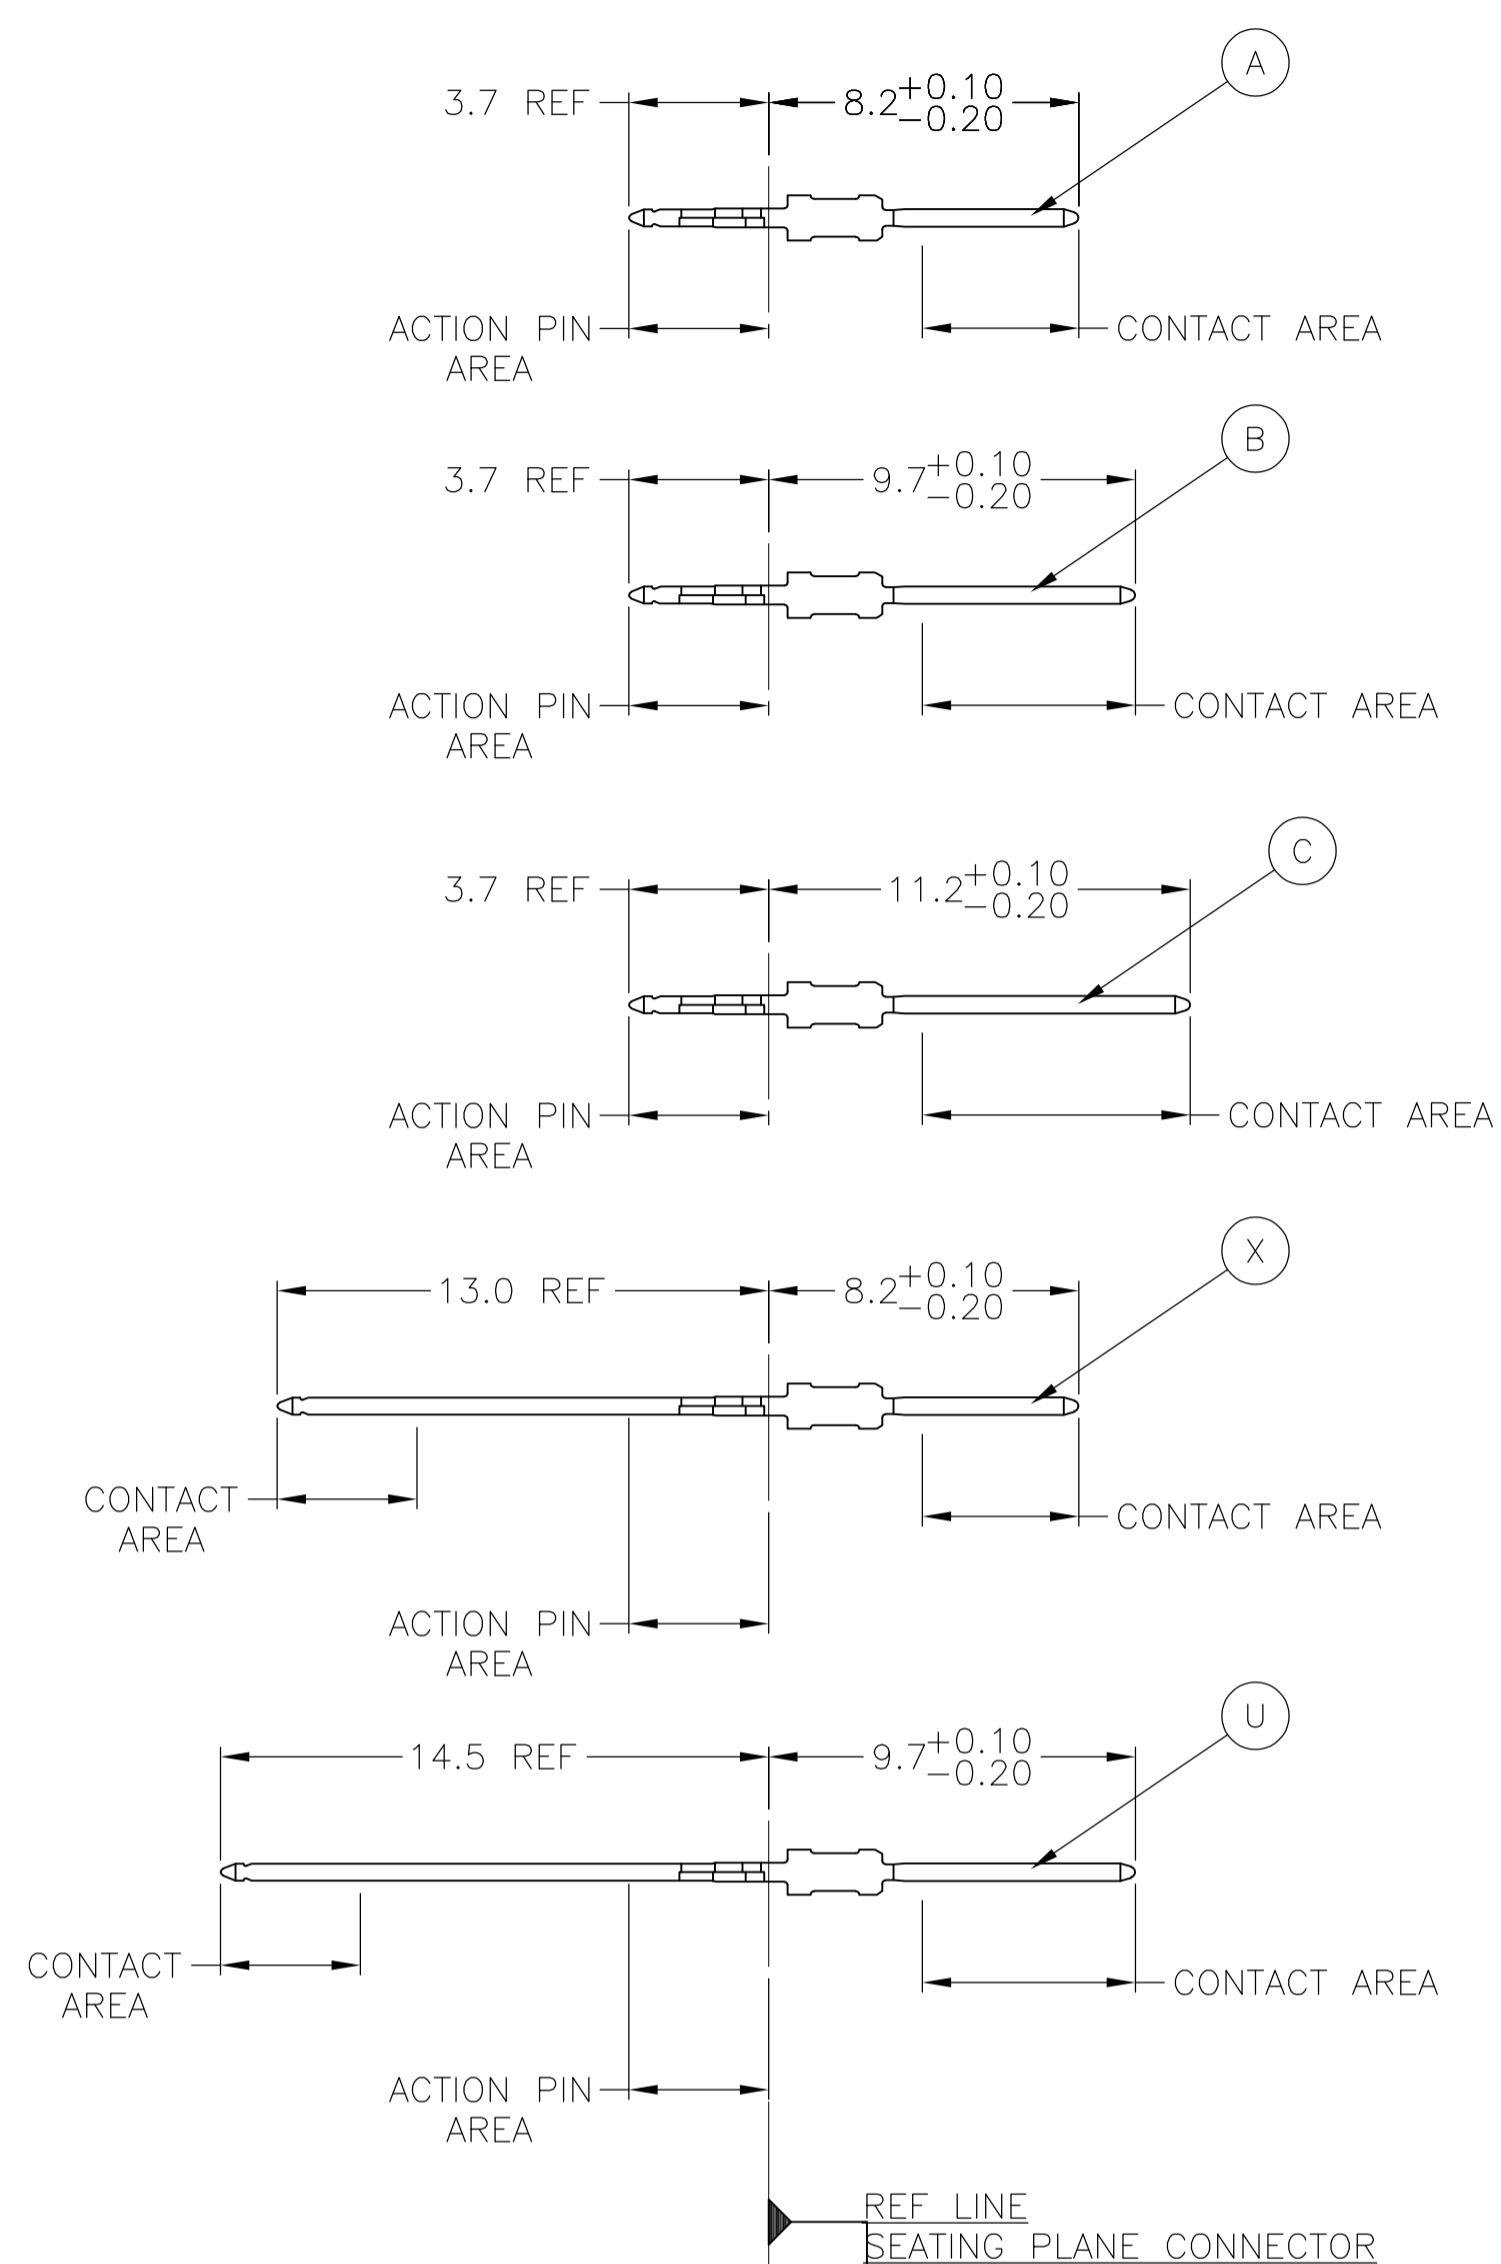 A
3.7 REF 8.2 +0.10 -0.20
ACTION PIN AREA
CONTACT AREA
B
3.7 REF 9.7 +0.10 -0.20
ACTION PIN AREA
CONTACT AREA
C
3.7 REF 11.2 +0.10 -0.20
ACTION PIN AREA
CONTACT AREA
X
13.0 REF 8.2 +0.10 -0.20
CONTACT AREA
CONTACT AREA
ACTION PIN AREA
U
14.5 REF 9.7 +0.10 -0.20
CONTACT AREA
CONTACT AREA
ACTION PIN AREA
REF LINE
SEATING PLANE CONNECTOR